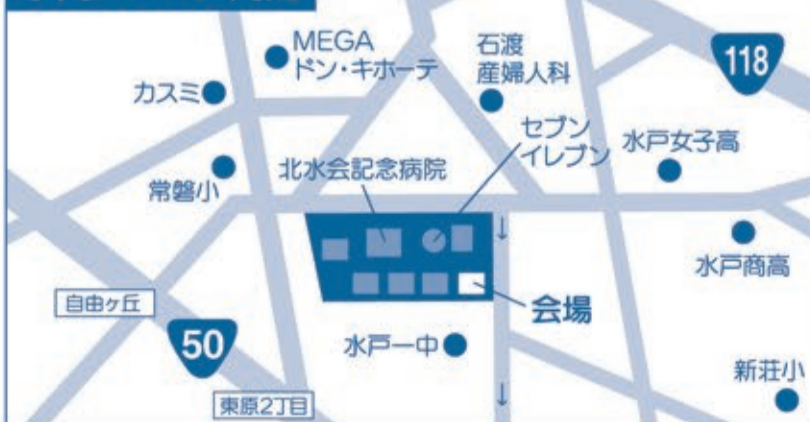 MEGA
ドン・キホーテ
石渡
産婦人科
118
カスミ
セブン
イレブン
水戸女子高
北水会記念病院
常磐小
水戸商高
自由ヶ丘
会場
50
水戸一中
新荘小
東原2丁目